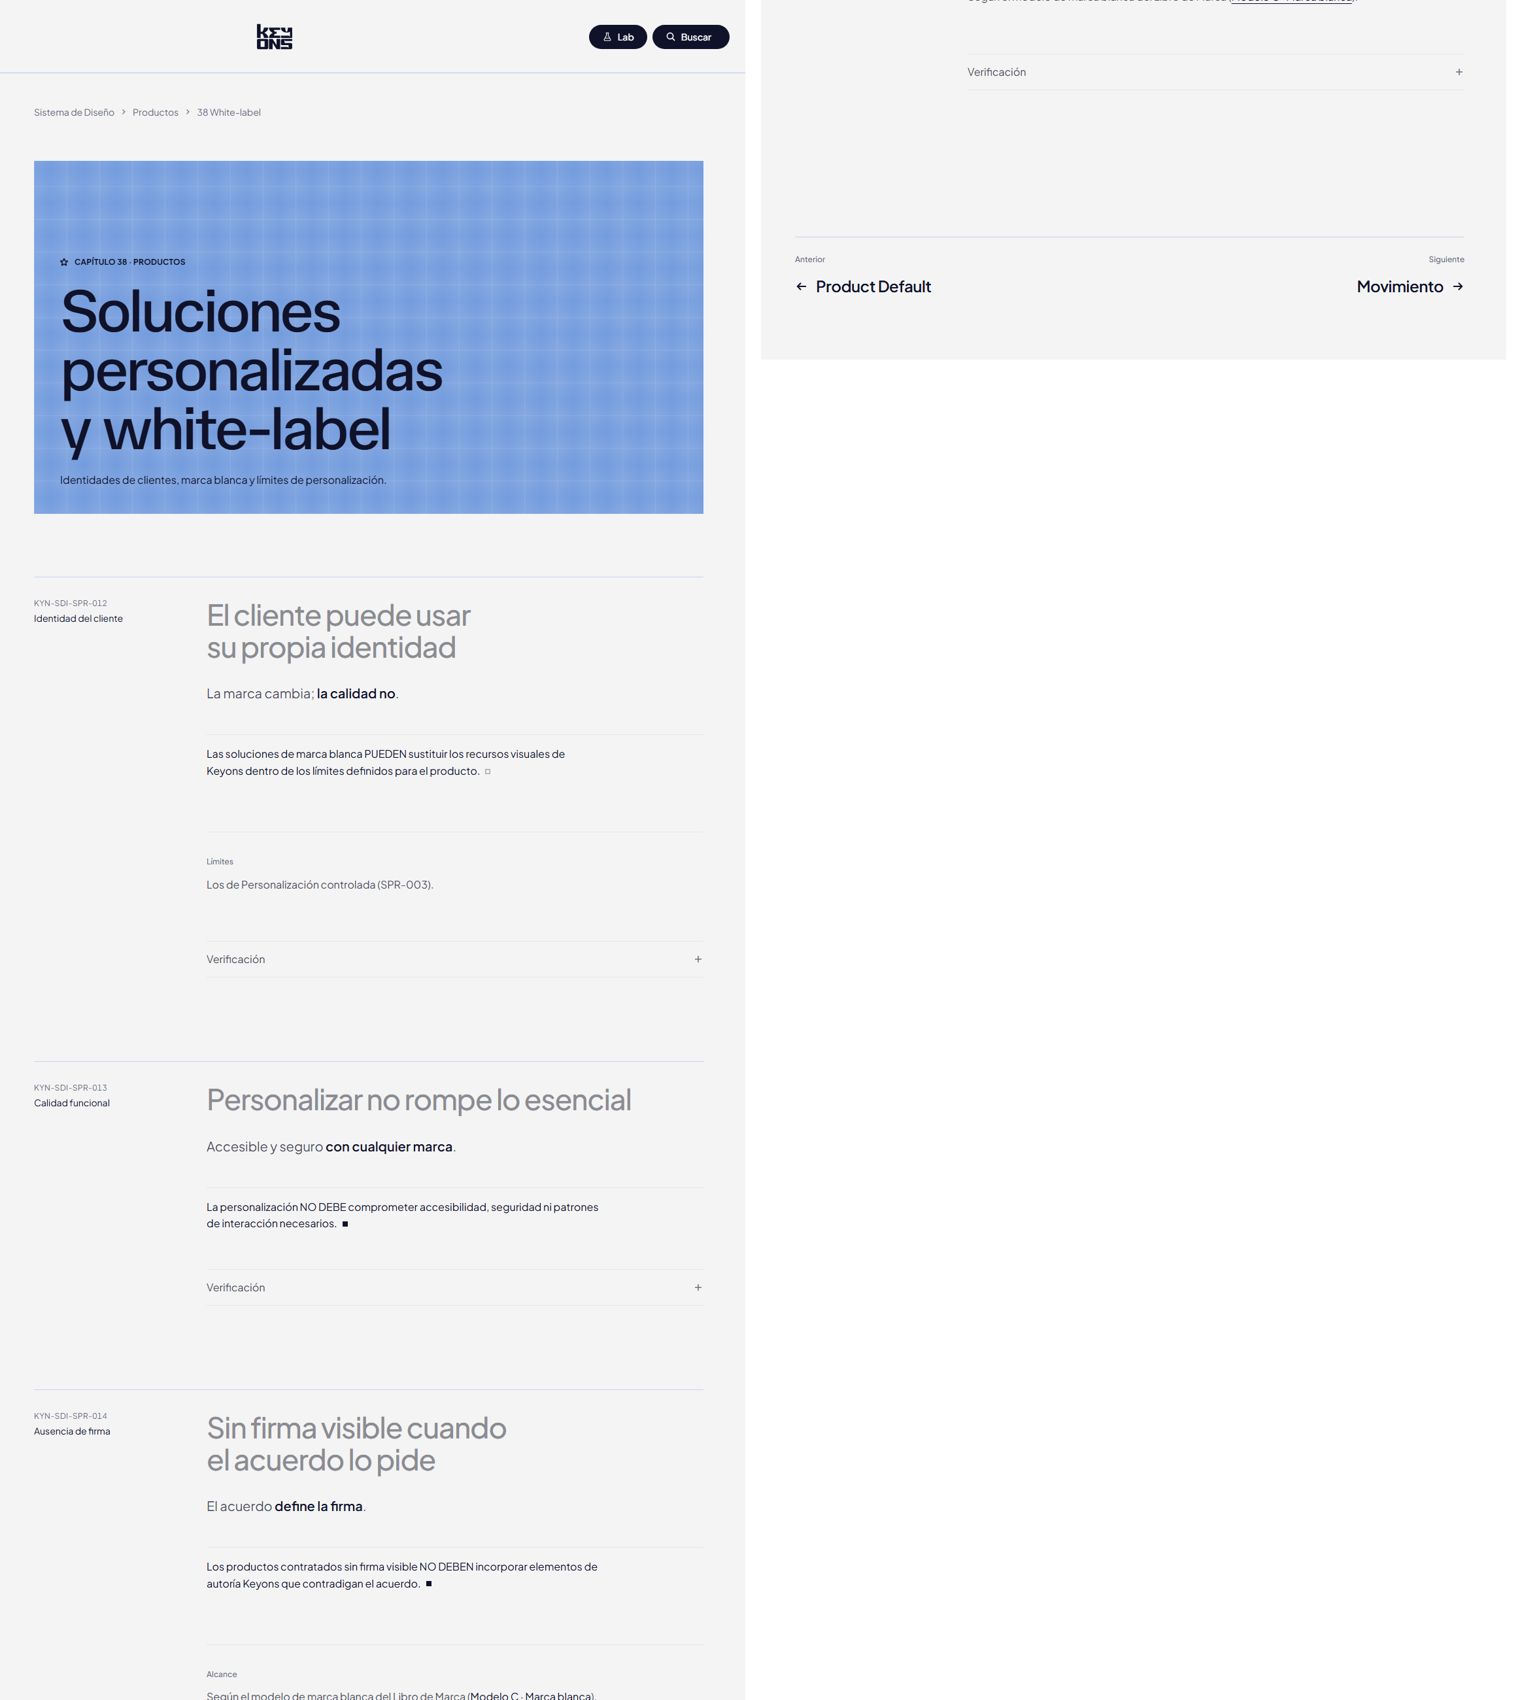 KEYONS
Lab
Buscar
Sistema de Diseño > Productos > 38 White-label
CAPÍTULO 38 · PRODUCTOS
Soluciones
personalizadas
y white-label
Identidades de clientes, marca blanca y límites de personalización.
KYN-SDI-SPR-012
Identidad del cliente
El cliente puede usar
su propia identidad
La marca cambia; la calidad no.
Las soluciones de marca blanca PUEDEN sustituir los recursos visuales de
Keyons dentro de los límites definidos para el producto.
Límites
Los de Personalización controlada (SPR-003).
Verificación +
KYN-SDI-SPR-013
Calidad funcional
Personalizar no rompe lo esencial
Accesible y seguro con cualquier marca.
La personalización NO DEBE comprometer accesibilidad, seguridad ni patrones
de interacción necesarios.
Verificación +
KYN-SDI-SPR-014
Ausencia de firma
Sin firma visible cuando
el acuerdo lo pide
El acuerdo define la firma.
Los productos contratados sin firma visible NO DEBEN incorporar elementos de
autoría Keyons que contradigan el acuerdo.
Alcance
Según el modelo de marca blanca del Libro de Marca (Modelo C · Marca blanca).
Verificación +
Anterior
← Product Default
Siguiente
Movimiento →